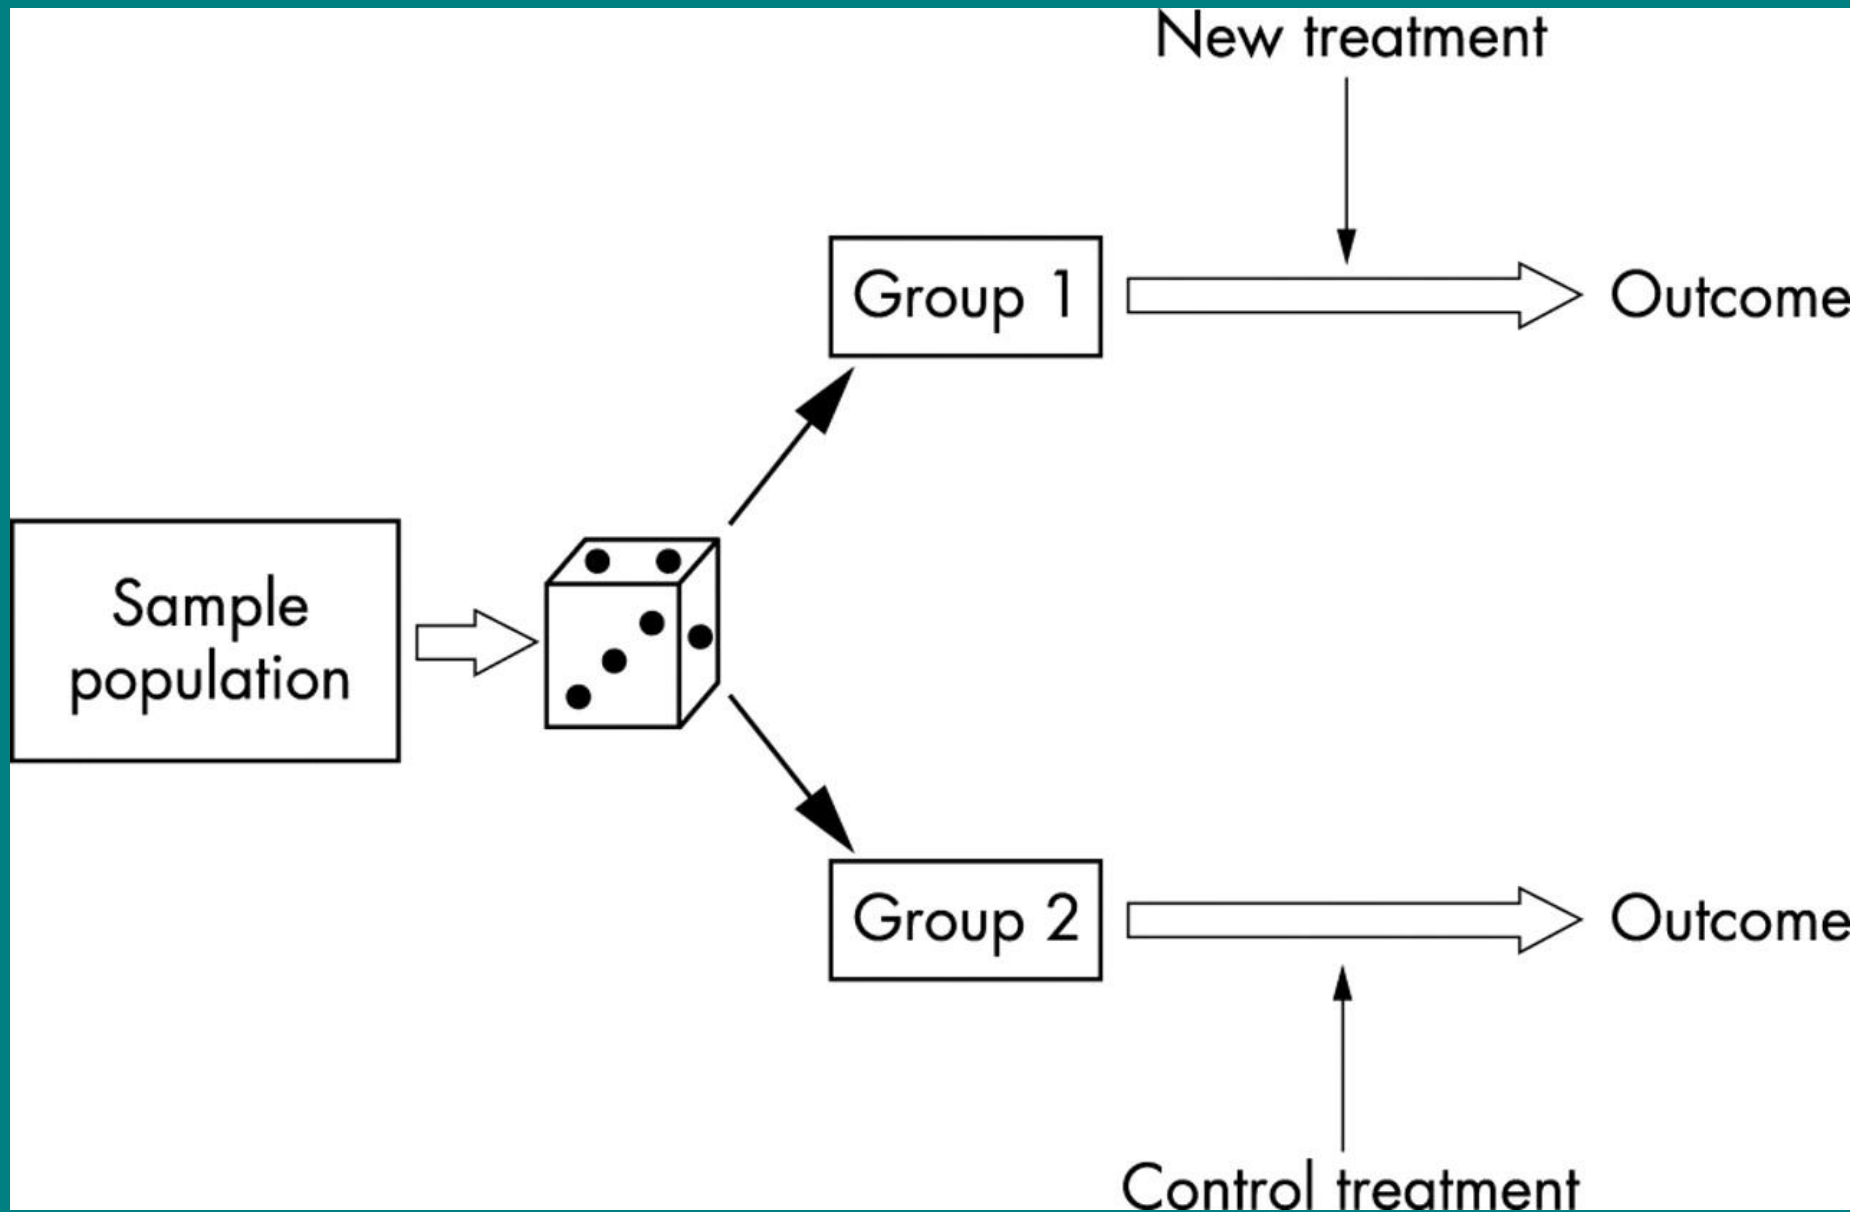 New treatment
Group 1
Outcome
Sample
population
Group 2
Outcome
Control treatment